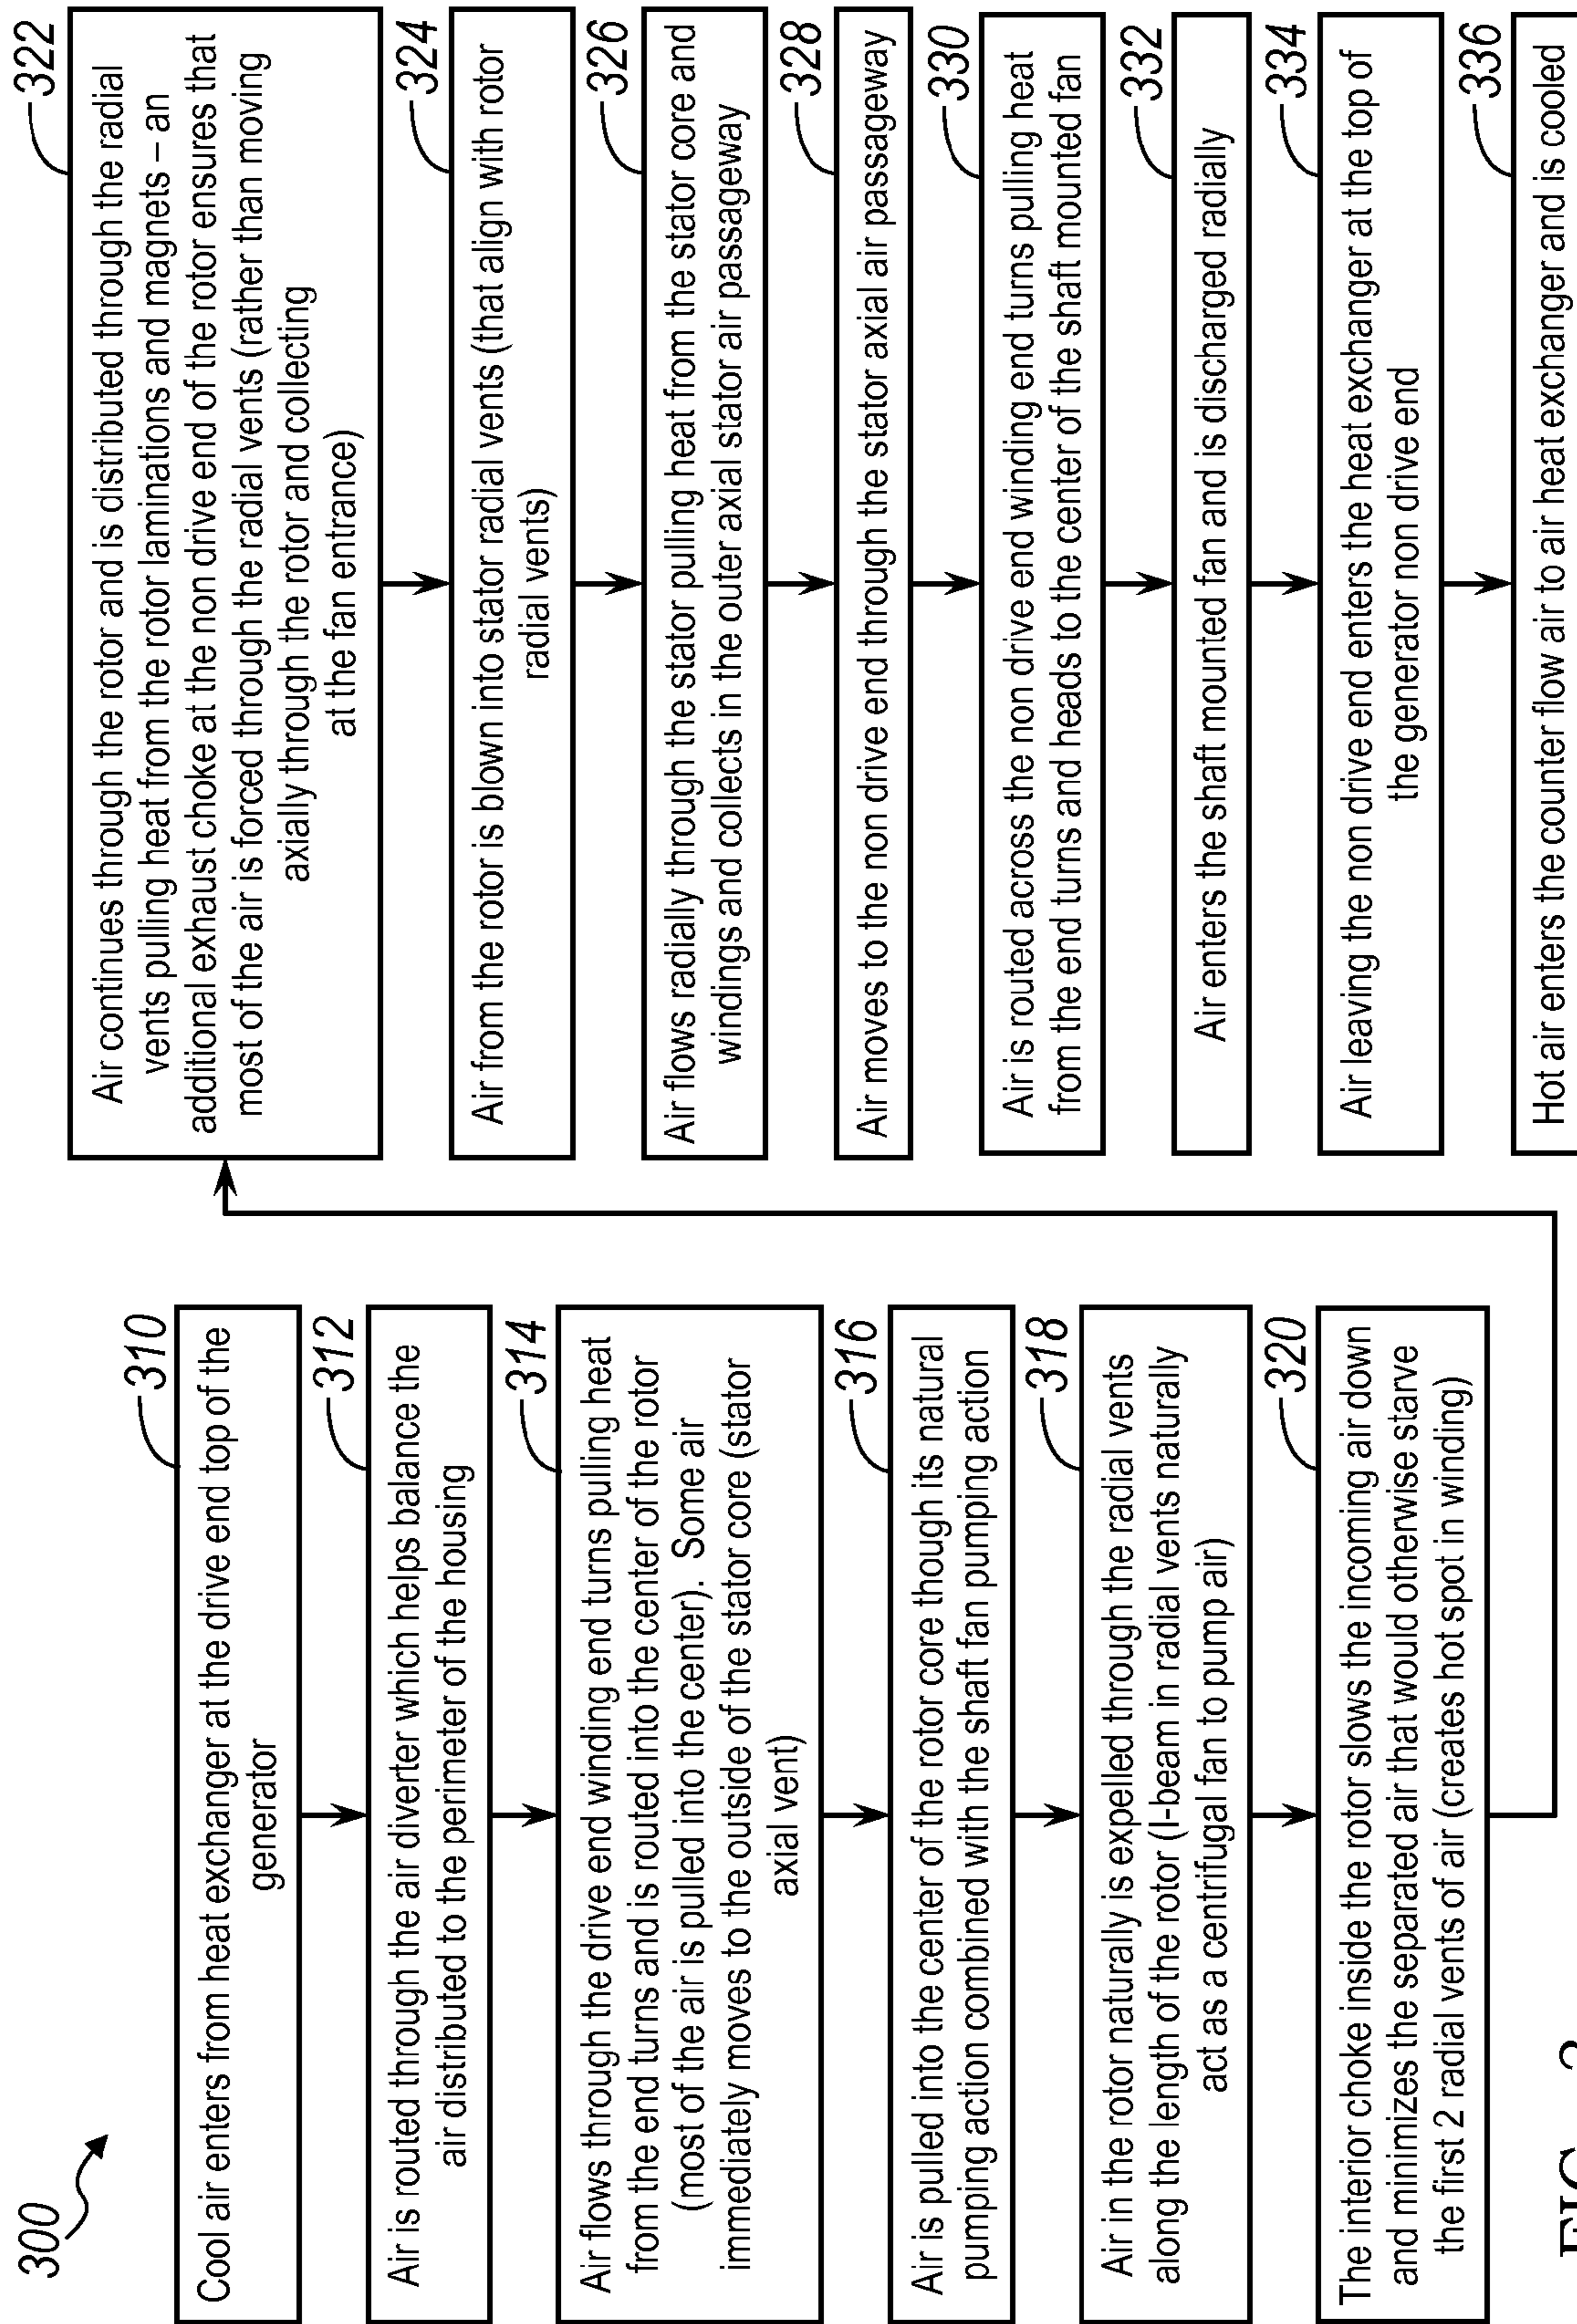 300
310
Cool air enters from heat exchanger at the drive end top of the
generator
312
Air is routed through the air diverter which helps balance the
air distributed to the perimeter of the housing
314
Air flows through the drive end winding end turns pulling heat
from the end turns and is routed into the center of the rotor
(most of the air is pulled into the center).  Some air
immediately moves to the outside of the stator core (stator
axial vent)
316
Air is pulled into the center of the rotor core though its natural
pumping action combined with the shaft fan pumping action
318
Air in the rotor naturally is expelled through the radial vents
along the length of the rotor (I-beam in radial vents naturally
act as a centrifugal fan to pump air)
320
The interior choke inside the rotor slows the incoming air down
and minimizes the separated air that would otherwise starve
the first 2 radial vents of air (creates hot spot in winding)
322
Air continues through the rotor and is distributed through the radial
vents pulling heat from the rotor laminations and magnets – an
additional exhaust choke at the non drive end of the rotor ensures that
most of the air is forced through the radial vents (rather than moving
axially through the rotor and collecting
at the fan entrance)
324
Air from the rotor is blown into stator radial vents (that align with rotor
radial vents)
326
Air flows radially through the stator pulling heat from the stator core and
windings and collects in the outer axial stator air passageway
328
Air moves to the non drive end through the stator axial air passageway
330
Air is routed across the non drive end winding end turns pulling heat
from the end turns and heads to the center of the shaft mounted fan
332
Air enters the shaft mounted fan and is discharged radially
334
Air leaving the non drive end enters the heat exchanger at the top of
the generator non drive end
336
Hot air enters the counter flow air to air heat exchanger and is cooled